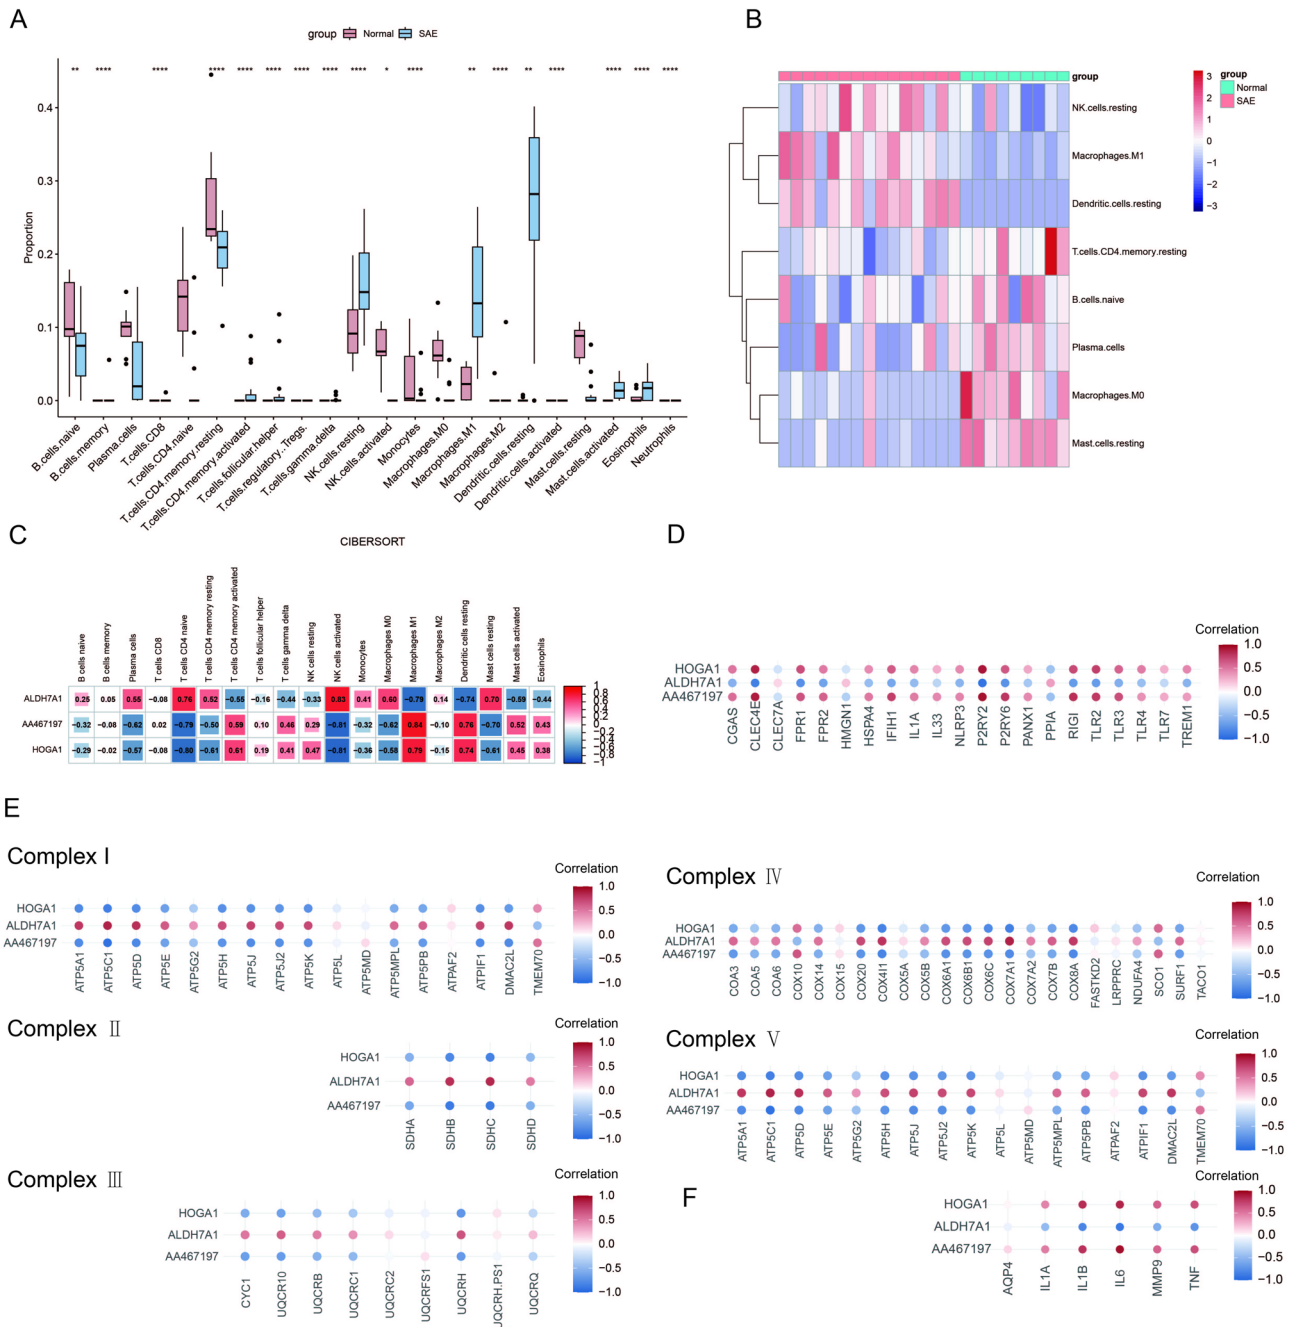 A
group Normal SAE
** **** **** **** **** **** **** **** **** * **** ** ** **** **** **** ****
Proportion
0.4
0.3
0.2
0.1
0.0
B.cells.naive
B.cells.memory
Plasma.cells
T.cells.CD8
T.cells.CD4.naive
T.cells.CD4.memory.resting
T.cells.CD4.memory.activated
T.cells.follicular.helper
T.cells.regulatory..Tregs.
T.cells.gamma.delta
NK.cells.resting
NK.cells.activated
Monocytes
Macrophages.M0
Macrophages.M1
Macrophages.M2
Dendritic.cells.resting
Dendritic.cells.activated
Mast.cells.resting
Mast.cells.activated
Eosinophils
Neutrophils
B
group
NK.cells.resting
Macrophages.M1
Dendritic.cells.resting
T.cells.CD4.memory.resting
B.cells.naive
Plasma.cells
Macrophages.M0
Mast.cells.resting
3
2
1
0
−1
−2
−3
group
Normal
SAE
C
CIBERSORT
B cells naive
B cells memory
Plasma cells
T cells CD8
T cells CD4 naive
T cells CD4 memory resting
T cells CD4 memory activated
T cells follicular helper
T cells gamma delta
NK cells resting
NK cells activated
Monocytes
Macrophages M0
Macrophages M1
Macrophages M2
Dendritic cells resting
Mast cells resting
Mast cells activated
Eosinophils
ALDH7A1 0.25 0.05 0.55 −0.08 0.76 0.52 −0.55 −0.16 −0.44 −0.33 0.83 0.41 0.60 −0.79 0.14 −0.74 0.70 −0.59 −0.44
AA467197 −0.32 −0.08 −0.62 0.02 −0.79 −0.50 0.59 0.10 0.46 0.29 −0.81 −0.32 −0.62 0.84 −0.02 0.76 −0.70 0.52 0.43
HOGA1 −0.29 −0.02 −0.57 −0.08 −0.80 −0.61 0.61 0.19 0.41 0.47 −0.81 −0.36 −0.58 0.79 −0.15 0.74 −0.61 0.45 0.38
1
0.8
0.6
0.4
0.2
0
−0.2
−0.4
−0.6
−0.8
−1
D
Correlation
1.0
0.5
0.0
−0.5
−1.0
HOGA1
ALDH7A1
AA467197
CGAS
CLEC4E
CLEC7A
FPR1
FPR2
HMGN1
HSPA4
IFIH1
IL1A
IL33
NLRP3
P2RY2
P2RY6
PANX1
PPIA
RIGI
TLR2
TLR3
TLR4
TLR7
TREM1
E
Complex I
Correlation
1.0
0.5
0.0
−0.5
−1.0
HOGA1
ALDH7A1
AA467197
ATP5A1
ATP5C1
ATP5D
ATP5E
ATP5G2
ATP5H
ATP5J
ATP5J2
ATP5K
ATP5L
ATP5MD
ATP5MPL
ATP5PB
ATPAF2
ATPIF1
DMAC2L
TMEM70
Complex II
Correlation
1.0
0.5
0.0
−0.5
−1.0
HOGA1
ALDH7A1
AA467197
SDHA
SDHB
SDHC
SDHD
Complex III
Correlation
1.0
0.5
0.0
−0.5
−1.0
HOGA1
ALDH7A1
AA467197
CYC1
UQCR10
UQCRB
UQCRC1
UQCRC2
UQCRFS1
UQCRH
UQCRH.PS1
UQCRQ
Complex IV
Correlation
1.0
0.5
0.0
−0.5
−1.0
HOGA1
ALDH7A1
AA467197
COA3
COA5
COA6
COX10
COX14
COX15
COX20
COX4I1
COX5A
COX5B
COX6A1
COX6B1
COX6C
COX7A1
COX7A2
COX7B
COX8A
FASTKD2
LRPPRC
NDUFA4
SCO1
SURF1
TACO1
Complex V
Correlation
1.0
0.5
0.0
−0.5
−1.0
HOGA1
ALDH7A1
AA467197
ATP5A1
ATP5C1
ATP5D
ATP5E
ATP5G2
ATP5H
ATP5J
ATP5J2
ATP5K
ATP5L
ATP5MD
ATP5MPL
ATP5PB
ATPAF2
ATPIF1
DMAC2L
TMEM70
F
Correlation
1.0
0.5
0.0
−0.5
−1.0
HOGA1
ALDH7A1
AA467197
AQP4
IL1A
IL1B
IL6
MMP9
TNF